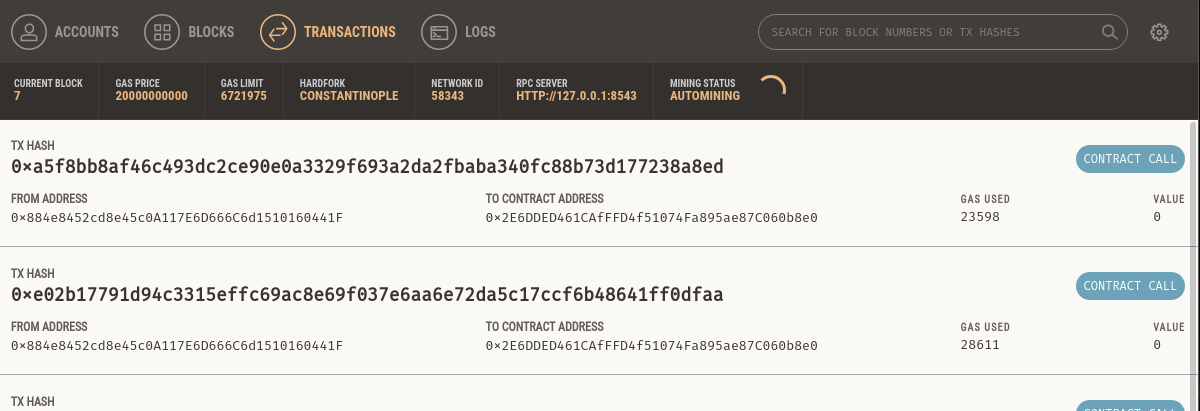 ACCOUNTS BLOCKS TRANSACTIONS LOGS SEARCH FOR BLOCK NUMBERS OR TX HASHES
CURRENT BLOCK GAS PRICE GAS LIMIT HARDFORK NETWORK ID RPC SERVER MINING STATUS
7 20000000000 6721975 CONSTANTINOPLE 58343 HTTP://127.0.0.1:8543 AUTOMINING
TX HASH
0×a5f8bb8af46c493dc2ce90e0a3329f693a2da2fbaba340fc88b73d177238a8ed CONTRACT CALL
FROM ADDRESS TO CONTRACT ADDRESS GAS USED VALUE
0×884e8452cd8e45c0A117E6D666C6d1510160441F 0×2E6DDED461CAfFFD4f51074Fa895ae87C060b8e0 23598 0
TX HASH
0×e02b17791d94c3315effc69ac8e69f037e6aa6e72da5c17ccf6b48641ff0dfaa CONTRACT CALL
FROM ADDRESS TO CONTRACT ADDRESS GAS USED VALUE
0×884e8452cd8e45c0A117E6D666C6d1510160441F 0×2E6DDED461CAfFFD4f51074Fa895ae87C060b8e0 28611 0
TX HASH
CONTRACT CALL